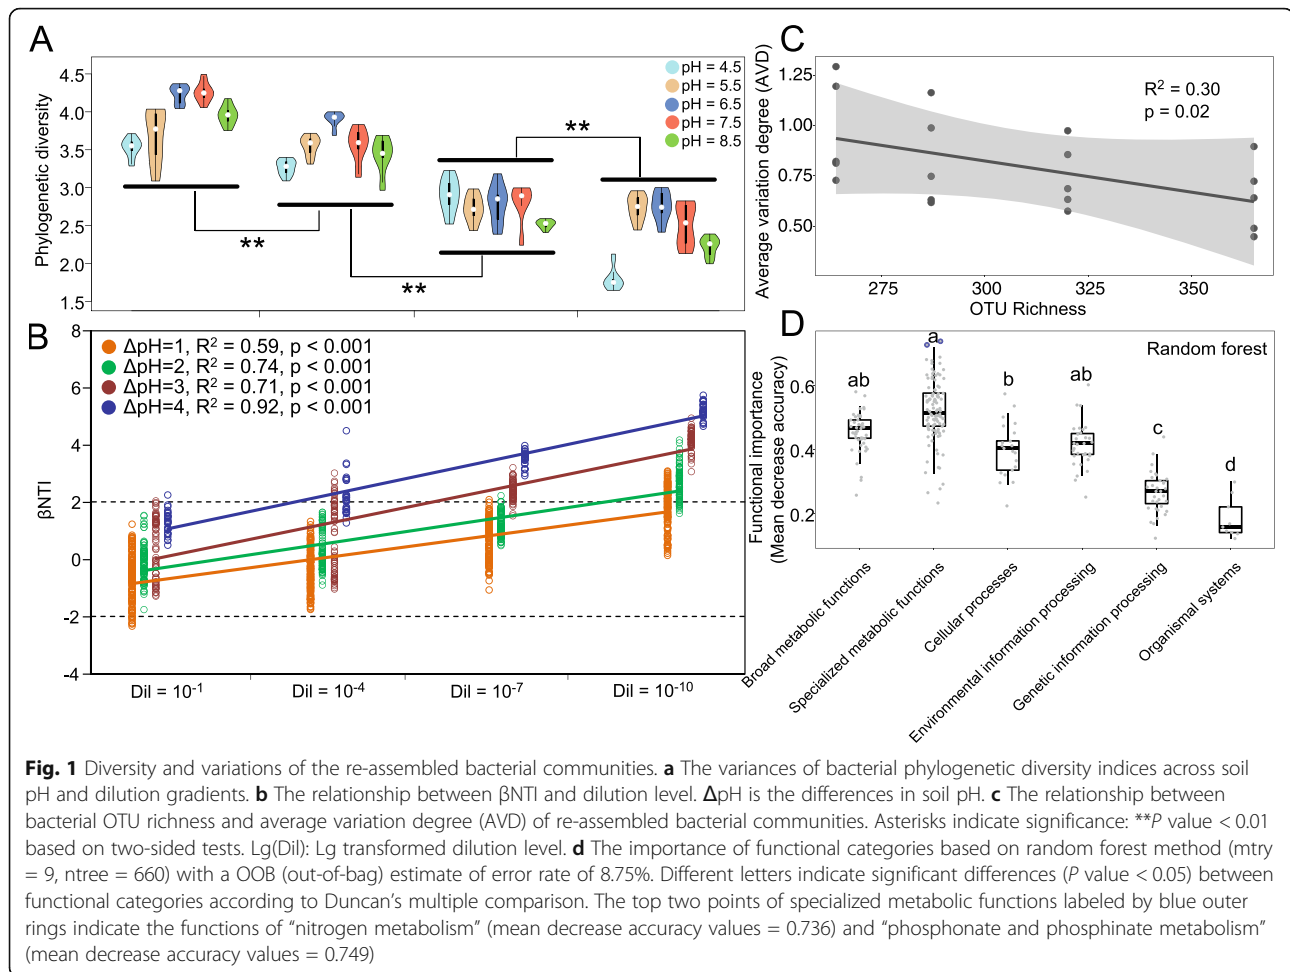 A
Phylogenetic diversity
4.5
4.0
3.5
3.0
2.5
2.0
1.5
pH = 4.5
pH = 5.5
pH = 6.5
pH = 7.5
pH = 8.5
**
**
**
B
βNTI
8
6
4
2
0
-2
-4
ΔpH=1, R² = 0.59, p < 0.001
ΔpH=2, R² = 0.74, p < 0.001
ΔpH=3, R² = 0.71, p < 0.001
ΔpH=4, R² = 0.92, p < 0.001
Dil = 10⁻¹
Dil = 10⁻⁴
Dil = 10⁻⁷
Dil = 10⁻¹⁰
C
Average variation degree (AVD)
1.25
1.00
0.75
0.50
R² = 0.30
p = 0.02
275
300
325
350
OTU Richness
D
Functional importance
(Mean decrease accuracy)
0.6
0.4
0.2
Random forest
ab
a
b
ab
c
d
Broad metabolic functions
Specialized metabolic functions
Cellular processes
Environmental information processing
Genetic information processing
Organismal systems
Fig. 1 Diversity and variations of the re-assembled bacterial communities. a The variances of bacterial phylogenetic diversity indices across soil
pH and dilution gradients. b The relationship between βNTI and dilution level. ΔpH is the differences in soil pH. c The relationship between
bacterial OTU richness and average variation degree (AVD) of re-assembled bacterial communities. Asterisks indicate significance: **P value < 0.01
based on two-sided tests. Lg(Dil): Lg transformed dilution level. d The importance of functional categories based on random forest method (mtry
= 9, ntree = 660) with a OOB (out-of-bag) estimate of error rate of 8.75%. Different letters indicate significant differences (P value < 0.05) between
functional categories according to Duncan's multiple comparison. The top two points of specialized metabolic functions labeled by blue outer
rings indicate the functions of “nitrogen metabolism” (mean decrease accuracy values = 0.736) and “phosphonate and phosphinate metabolism”
(mean decrease accuracy values = 0.749)